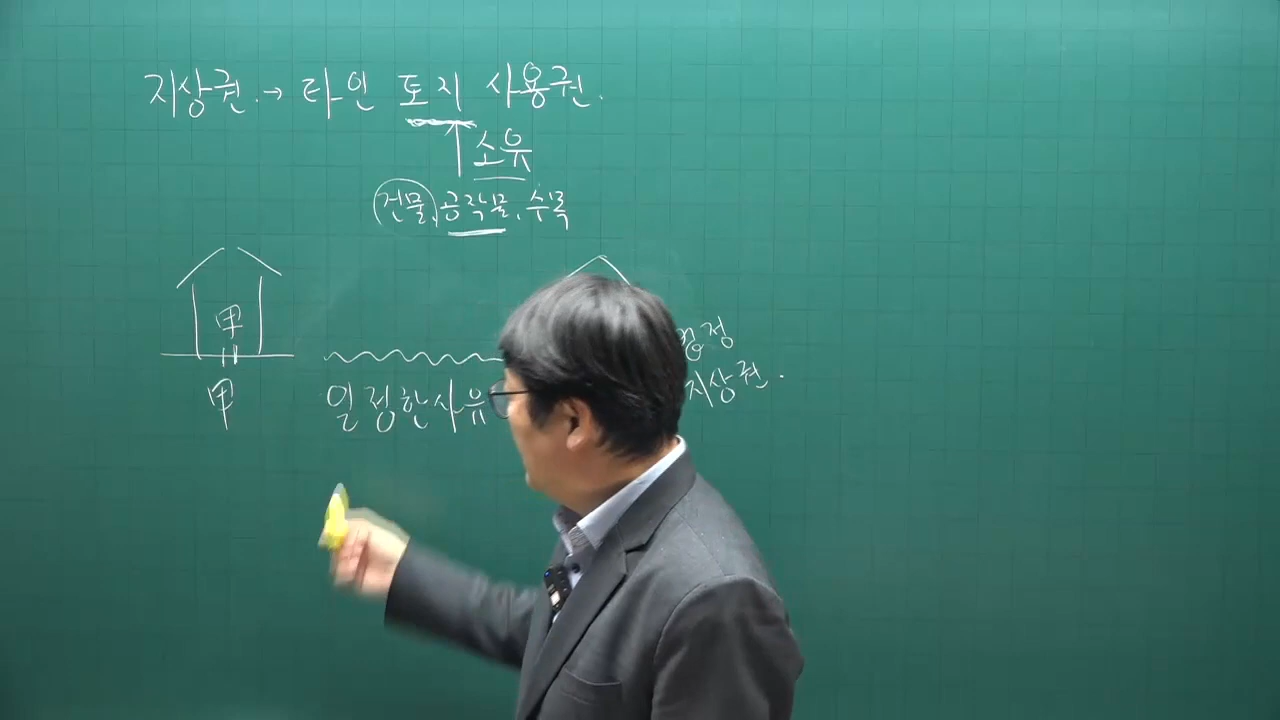 지상권. → 타인 토지 사용권.
↑ 소유
건물, 공작물, 수목
甲
甲
일정한사유
법정
지상권.